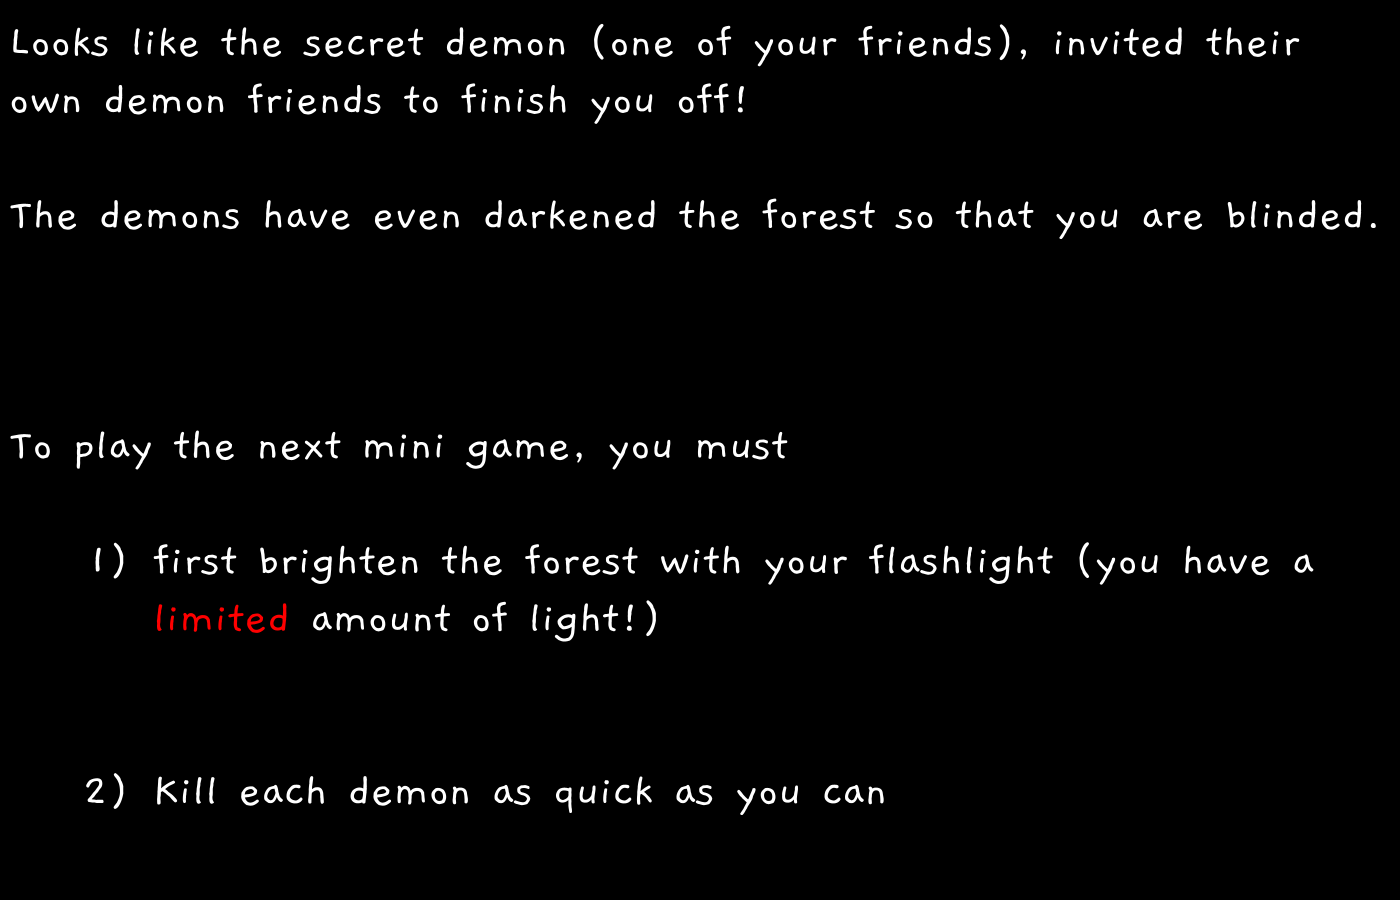 Looks like the secret demon (one of your friends), invited their
own demon friends to finish you off!
The demons have even darkened the forest so that you are blinded.
To play the next mini game, you must
1) first brighten the forest with your flashlight (you have a
limited amount of light!)
2) Kill each demon as quick as you can